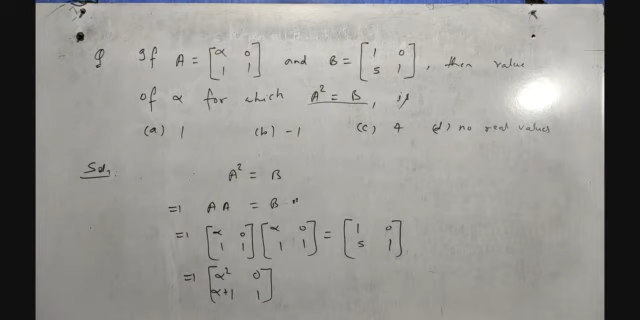 Q If A = [α 0 1 1] and B = [1 0 5 1], then value
of α for which A² = B, is
(a) 1 (b) -1 (c) 4 (d) no real values
Sol,
A² = B
=) AA = B
=) [α 0 1 1] [α 0 1 1] = [1 0 5 1]
=) [α² 0 α+1 1]